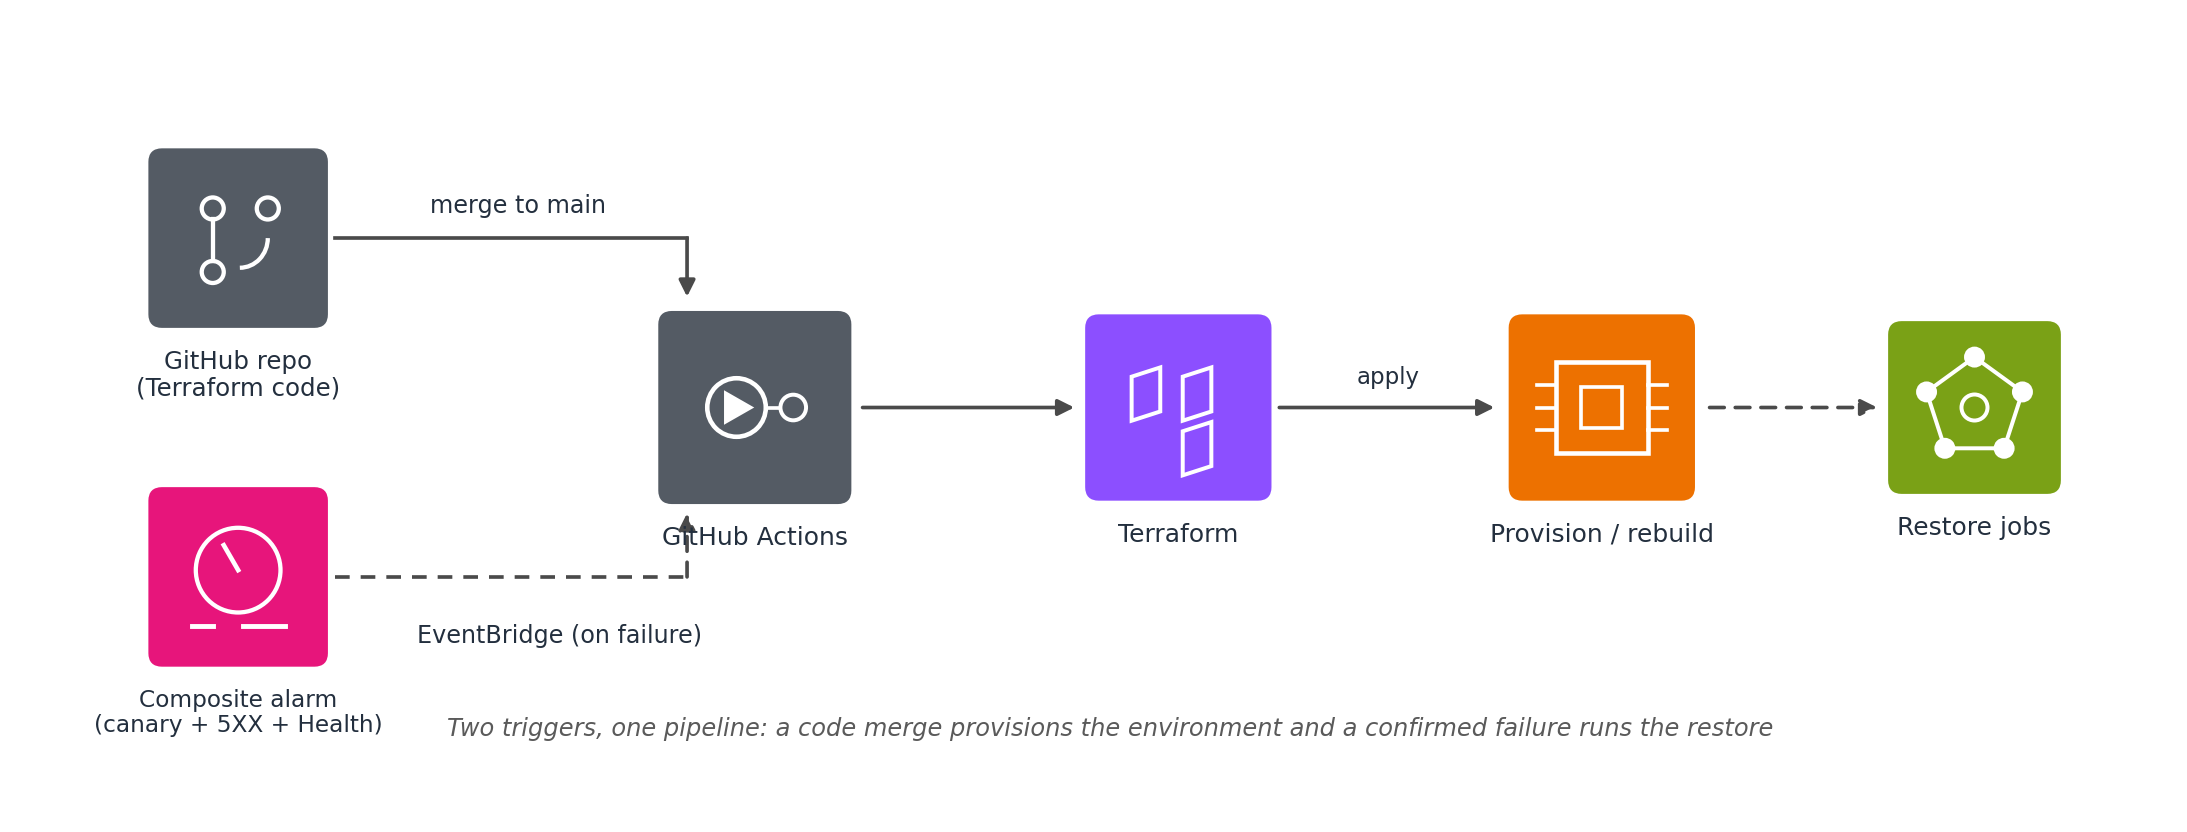 merge to main
GitHub repo
(Terraform code)
apply
GitHub Actions
Terraform
Provision / rebuild
Restore jobs
EventBridge (on failure)
Composite alarm
(canary + 5XX + Health)
Two triggers, one pipeline: a code merge provisions the environment and a confirmed failure runs the restore